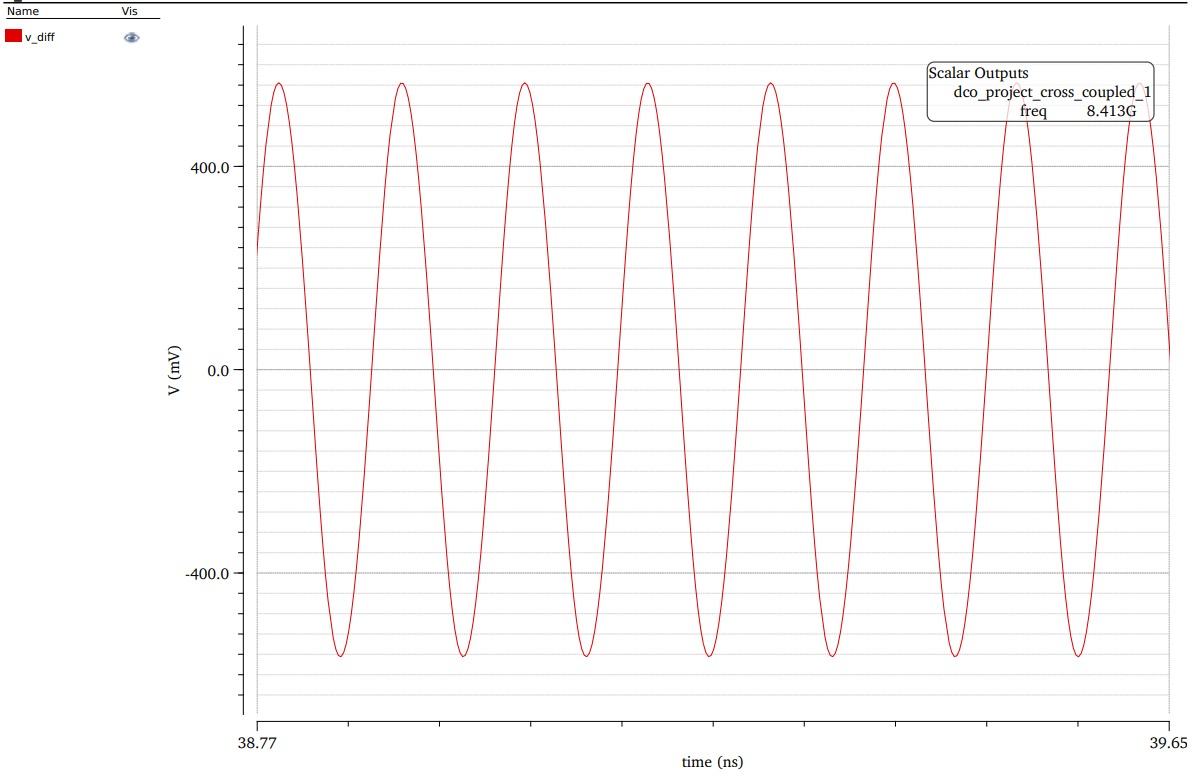 Name Vis
v_diff
Scalar Outputs
dco_project_cross_coupled_1
freq 8.413G
400.0
0.0
-400.0
V (mV)
38.77 39.65
time (ns)